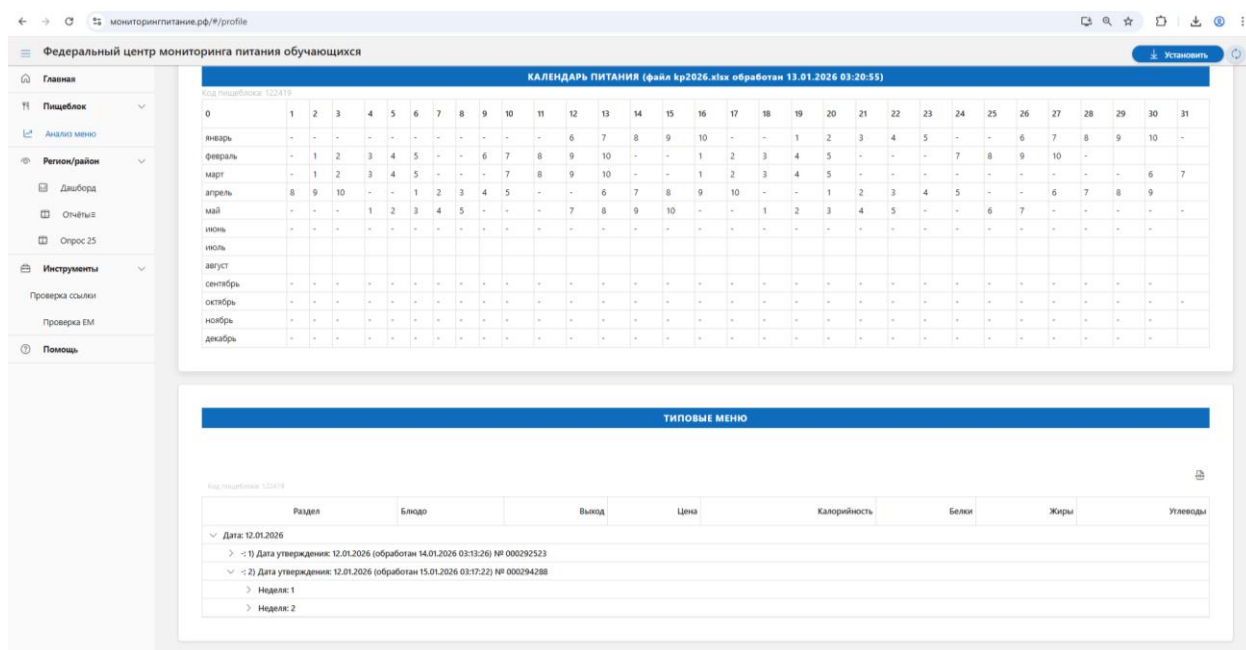 мониторингпитание.рф/#/profile
Федеральный центр мониторинга питания обучающихся
Установить
Главная
Пищеблок
Анализ меню
Регион/район
Дашборд
Отчёты
Опрос 25
Инструменты
Проверка ссылки
Проверка ЕМ
Помощь
КАЛЕНДАРЬ ПИТАНИЯ (файл kp2026.xlsx обработан 13.01.2026 03:20:55)
Код пищеблока: 122419
0 1 2 3 4 5 6 7 8 9 10 11 12 13 14 15 16 17 18 19 20 21 22 23 24 25 26 27 28 29 30 31
январь - - - - - - - - - - - 6 7 8 9 10 - - 1 2 3 4 5 - - 6 7 8 9 10 -
февраль - 1 2 3 4 5 - - 6 7 8 9 10 - - 1 2 3 4 5 - - - 7 8 9 10 -
март - 1 2 3 4 5 - - - 7 8 9 10 - - 1 2 3 4 5 - - - - - - - - - 6 7
апрель 8 9 10 - - 1 2 3 4 5 - - 6 7 8 9 10 - - 1 2 3 4 5 - - 6 7 8 9
май - - - 1 2 3 4 5 - - - 7 8 9 10 - - 1 2 3 4 5 - - 6 7 - - - - -
июнь - - - - - - - - - - - - - - - - - - - - - - - - - - - - - -
июль
август
сентябрь - - - - - - - - - - - - - - - - - - - - - - - - - - - - - -
октябрь - - - - - - - - - - - - - - - - - - - - - - - - - - - - - - -
ноябрь - - - - - - - - - - - - - - - - - - - - - - - - - - - - - -
декабрь - - - - - - - - - - - - - - - - - - - - - - - - - - - - - -
ТИПОВЫЕ МЕНЮ
Код пищеблока: 122419
Раздел Блюдо Выход Цена Калорийность Белки Жиры Углеводы
Дата: 12.01.2026
-: 1) Дата утверждения: 12.01.2026 (обработан 14.01.2026 03:13:26) № 000292523
-: 2) Дата утверждения: 12.01.2026 (обработан 15.01.2026 03:17:22) № 000294288
Неделя: 1
Неделя: 2